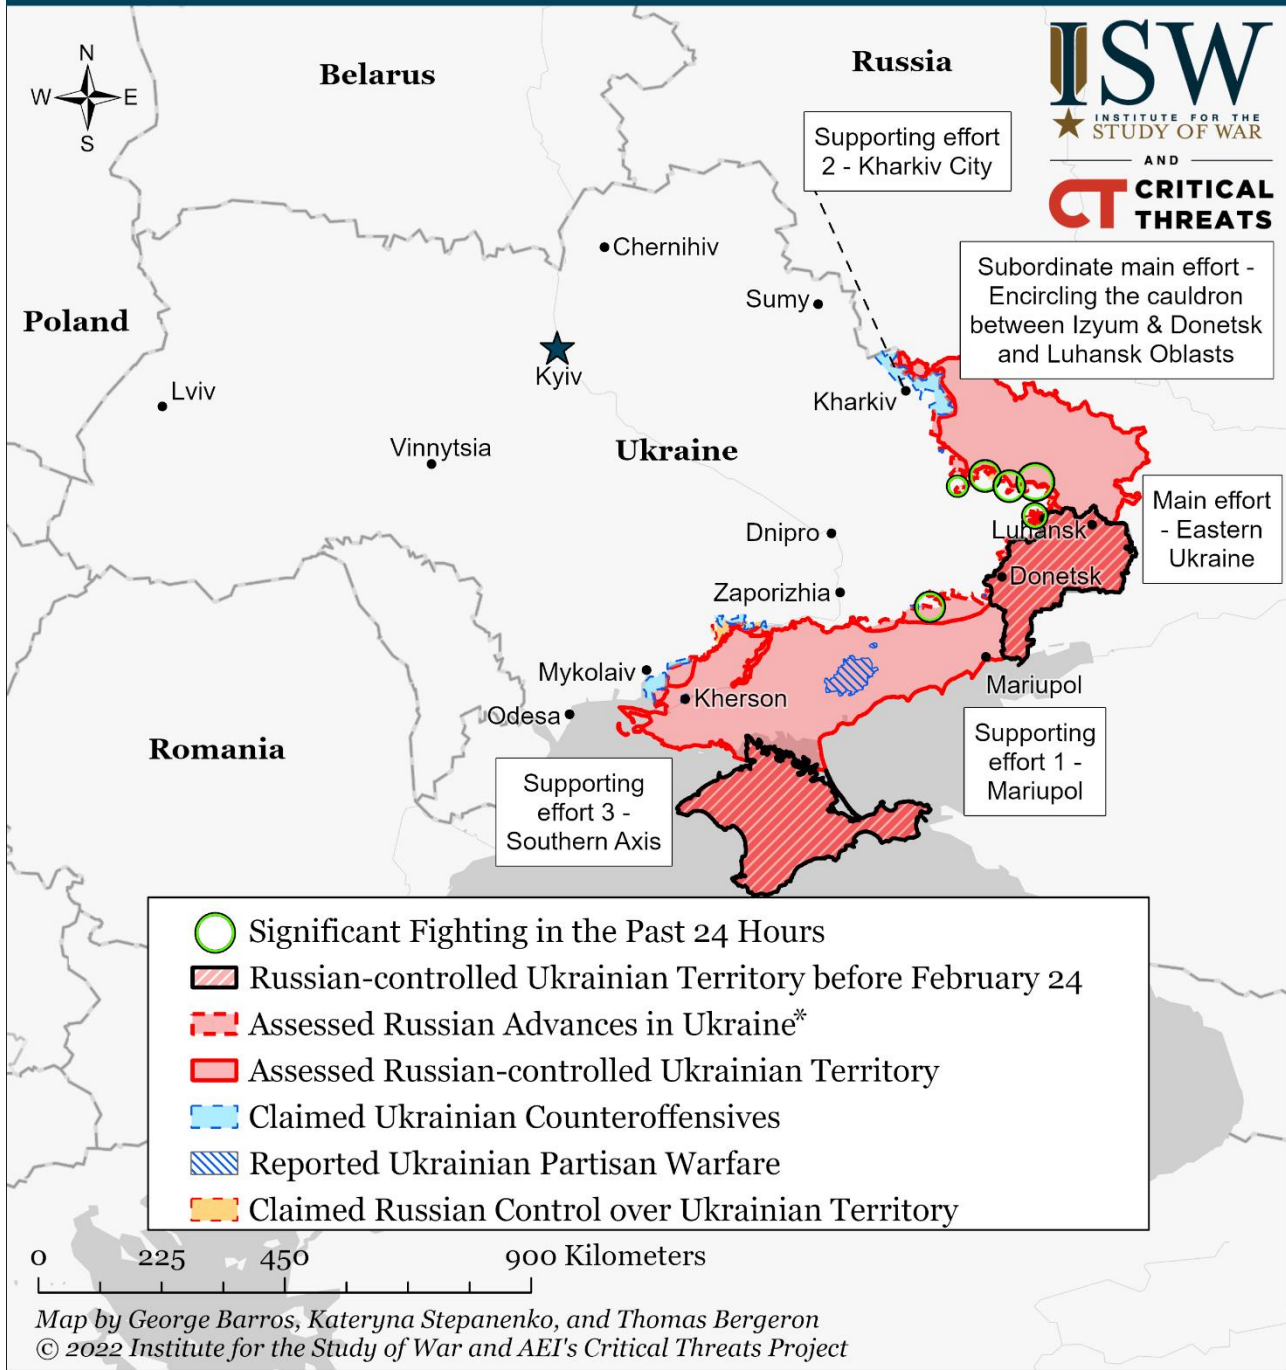 N
W
E
S
Belarus
Russia
ISW
INSTITUTE FOR THE
STUDY OF WAR
AND
CT CRITICAL
THREATS
Supporting effort
2 - Kharkiv City
Chernihiv
Sumy
Subordinate main effort -
Encircling the cauldron
between Izyum & Donetsk
and Luhansk Oblasts
Poland
Kyiv
Lviv
Kharkiv
Vinnytsia
Ukraine
Main effort
- Eastern
Ukraine
Dnipro
Luhansk
Donetsk
Zaporizhia
Mykolaiv
Kherson
Mariupol
Odesa
Romania
Supporting
effort 1 -
Mariupol
Supporting
effort 3 -
Southern Axis
Significant Fighting in the Past 24 Hours
Russian-controlled Ukrainian Territory before February 24
Assessed Russian Advances in Ukraine*
Assessed Russian-controlled Ukrainian Territory
Claimed Ukrainian Counteroffensives
Reported Ukrainian Partisan Warfare
Claimed Russian Control over Ukrainian Territory
0 225 450 900 Kilometers
Map by George Barros, Kateryna Stepanenko, and Thomas Bergeron
© 2022 Institute for the Study of War and AEI's Critical Threats Project